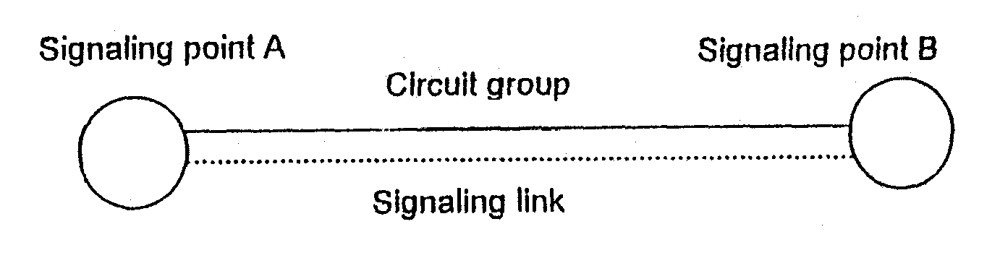 Signaling point A
Signaling point B
Circuit group
Signaling link